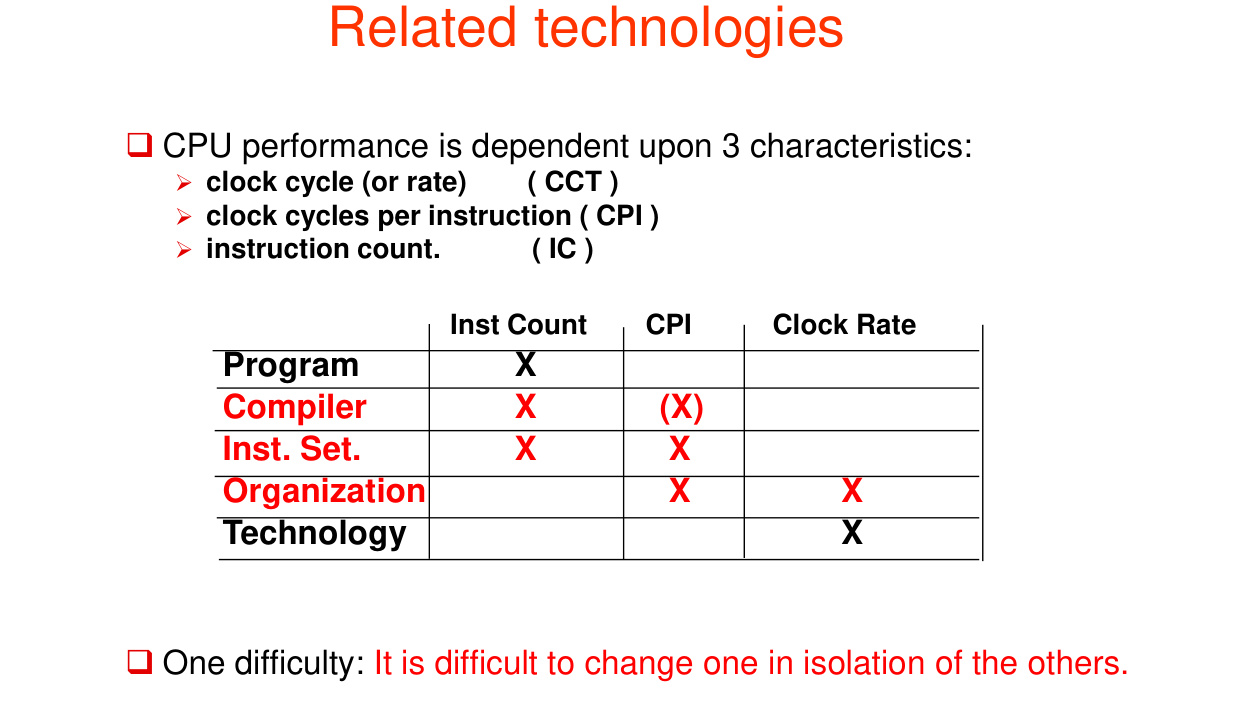 Related technologies
CPU performance is dependent upon 3 characteristics:
clock cycle (or rate) ( CCT )
clock cycles per instruction ( CPI )
instruction count. ( IC )
Inst Count CPI Clock Rate
Program X
Compiler X (X)
Inst. Set. X X
Organization X X
Technology X
One difficulty: It is difficult to change one in isolation of the others.